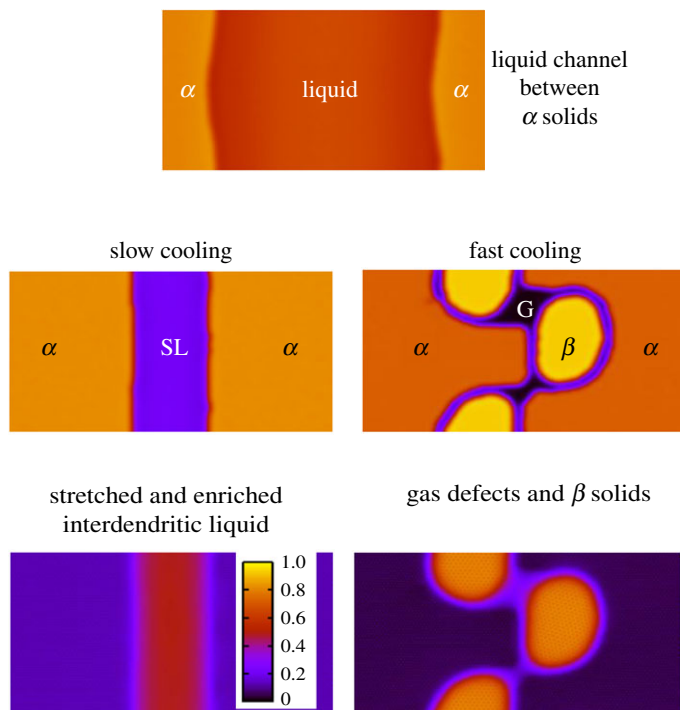 α liquid α
liquid channel
between
α solids
slow cooling
fast cooling
α SL α
α G β α
stretched and enriched
interdendritic liquid
gas defects and β solids
1.0
0.8
0.6
0.4
0.2
0